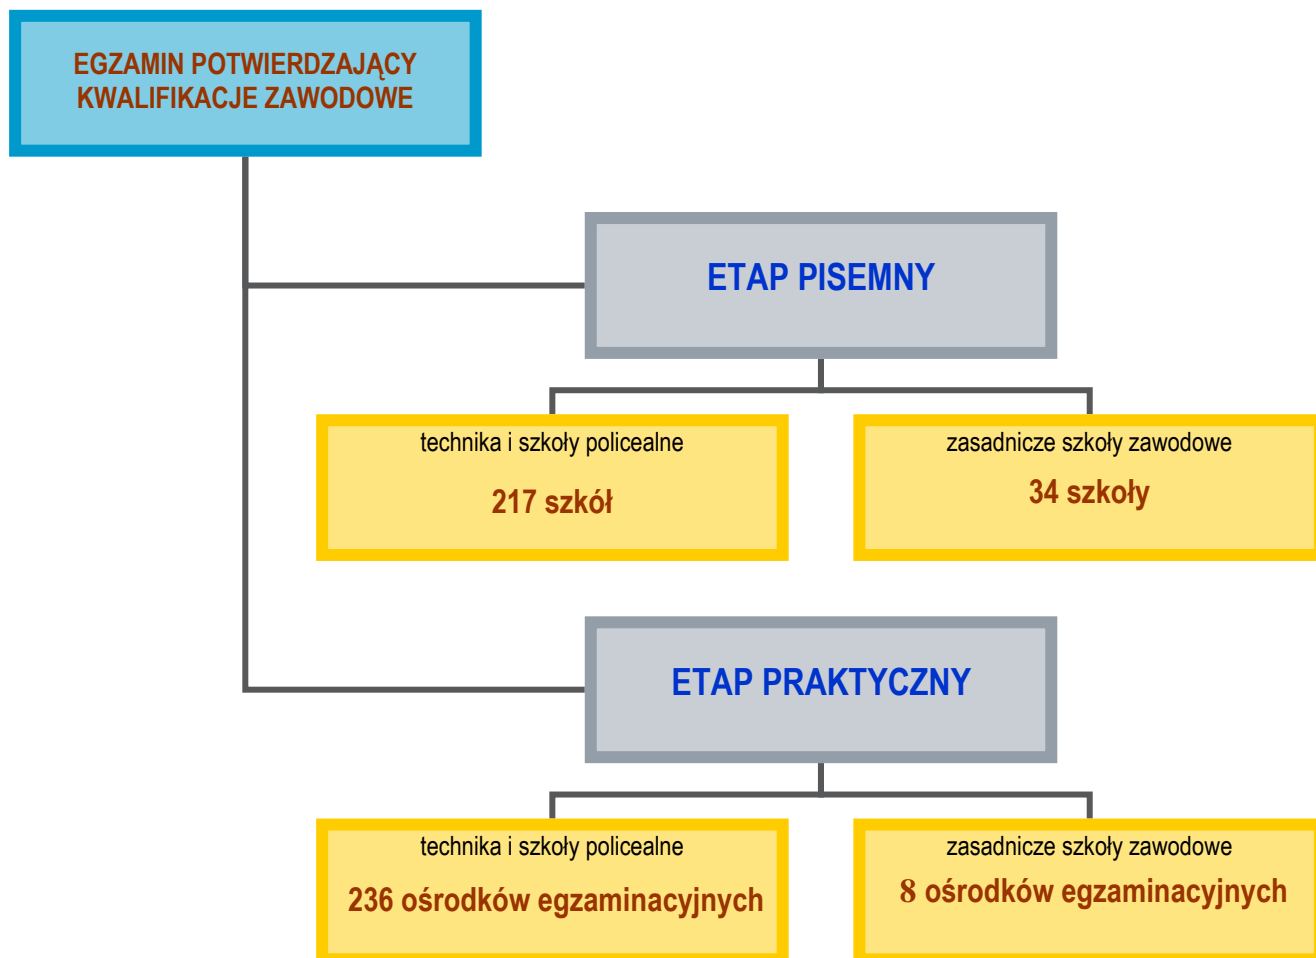 EGZAMIN POTWIERDZAJĄCY
KWALIFIKACJE ZAWODOWE
ETAP PISEMNY
technika i szkoły policealne
217 szkół
zasadnicze szkoły zawodowe
34 szkoły
ETAP PRAKTYCZNY
technika i szkoły policealne
236 ośrodków egzaminacyjnych
zasadnicze szkoły zawodowe
8 ośrodków egzaminacyjnych